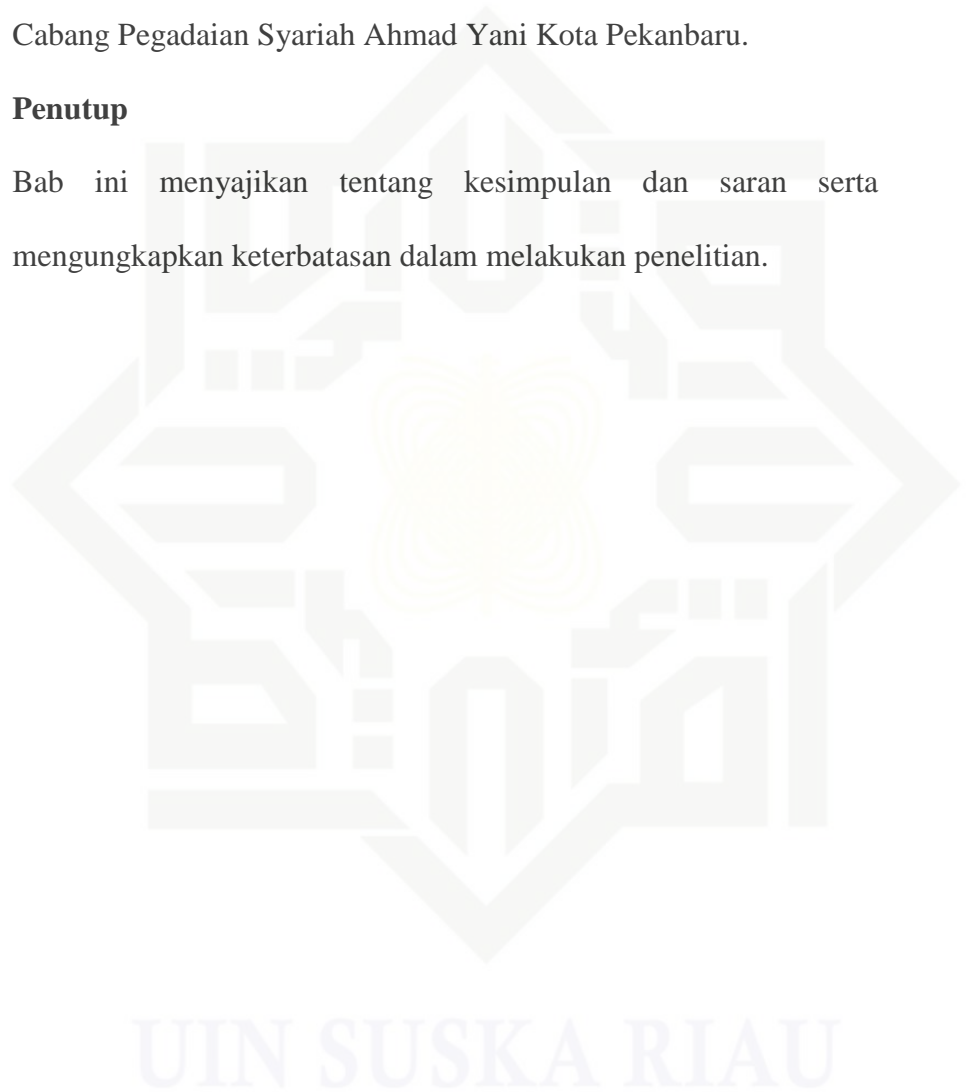 Cabang Pegadaian Syariah Ahmad Yani Kota Pekanbaru.
Penutup
Bab ini menyajikan tentang kesimpulan dan saran serta
mengungkapkan keterbatasan dalam melakukan penelitian.
UIN SUSKA RIAU